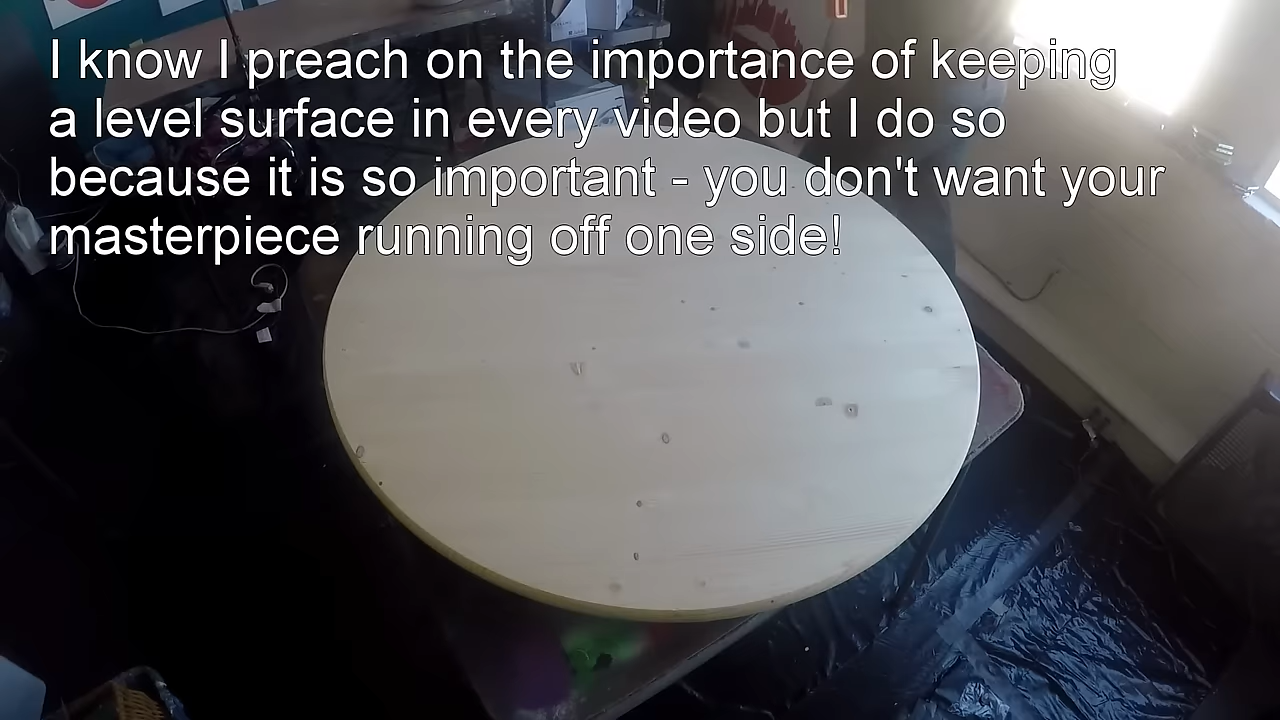 I know I preach on the importance of keeping
a level surface in every video but I do so
because it is so important - you don't want your
masterpiece running off one side!